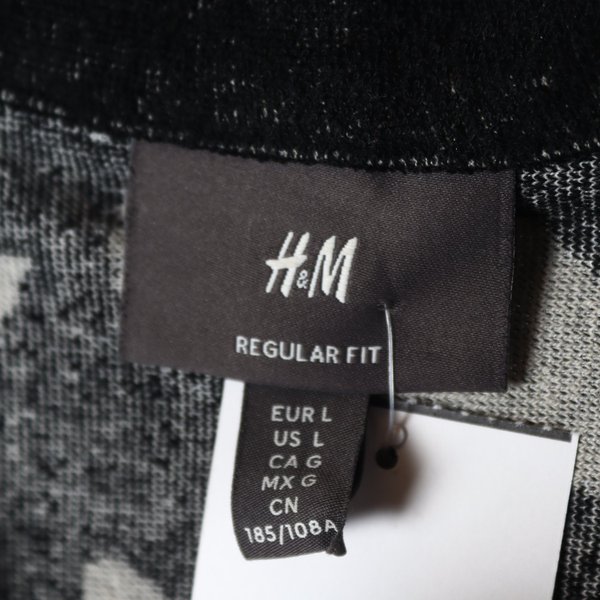 H&M
REGULAR FIT
EUR L
US L
CA G
MX G
CN
185/108A